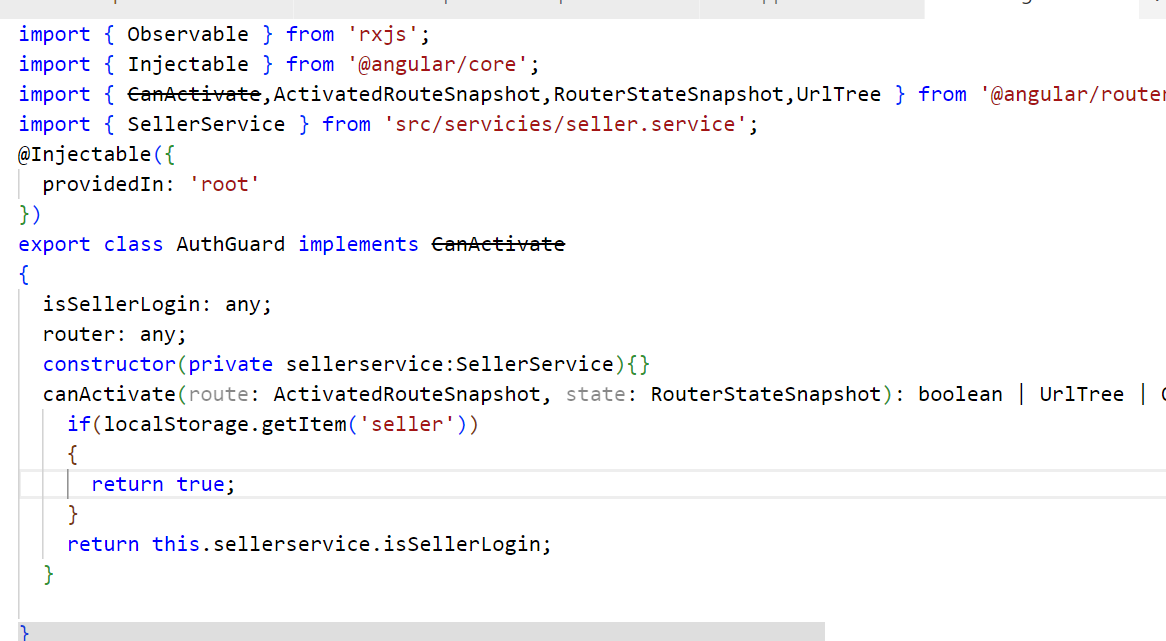 import { Observable } from 'rxjs';
import { Injectable } from '@angular/core';
import { CanActivate,ActivatedRouteSnapshot,RouterStateSnapshot,UrlTree } from '@angular/router
import { SellerService } from 'src/servicies/seller.service';
@Injectable({
  providedIn: 'root'
})
export class AuthGuard implements CanActivate
{
  isSellerLogin: any;
  router: any;
  constructor(private sellerservice:SellerService){}
  canActivate(route: ActivatedRouteSnapshot, state: RouterStateSnapshot): boolean | UrlTree |
    if(localStorage.getItem('seller'))
    {
      return true;
    }
    return this.sellerservice.isSellerLogin;
  }
}